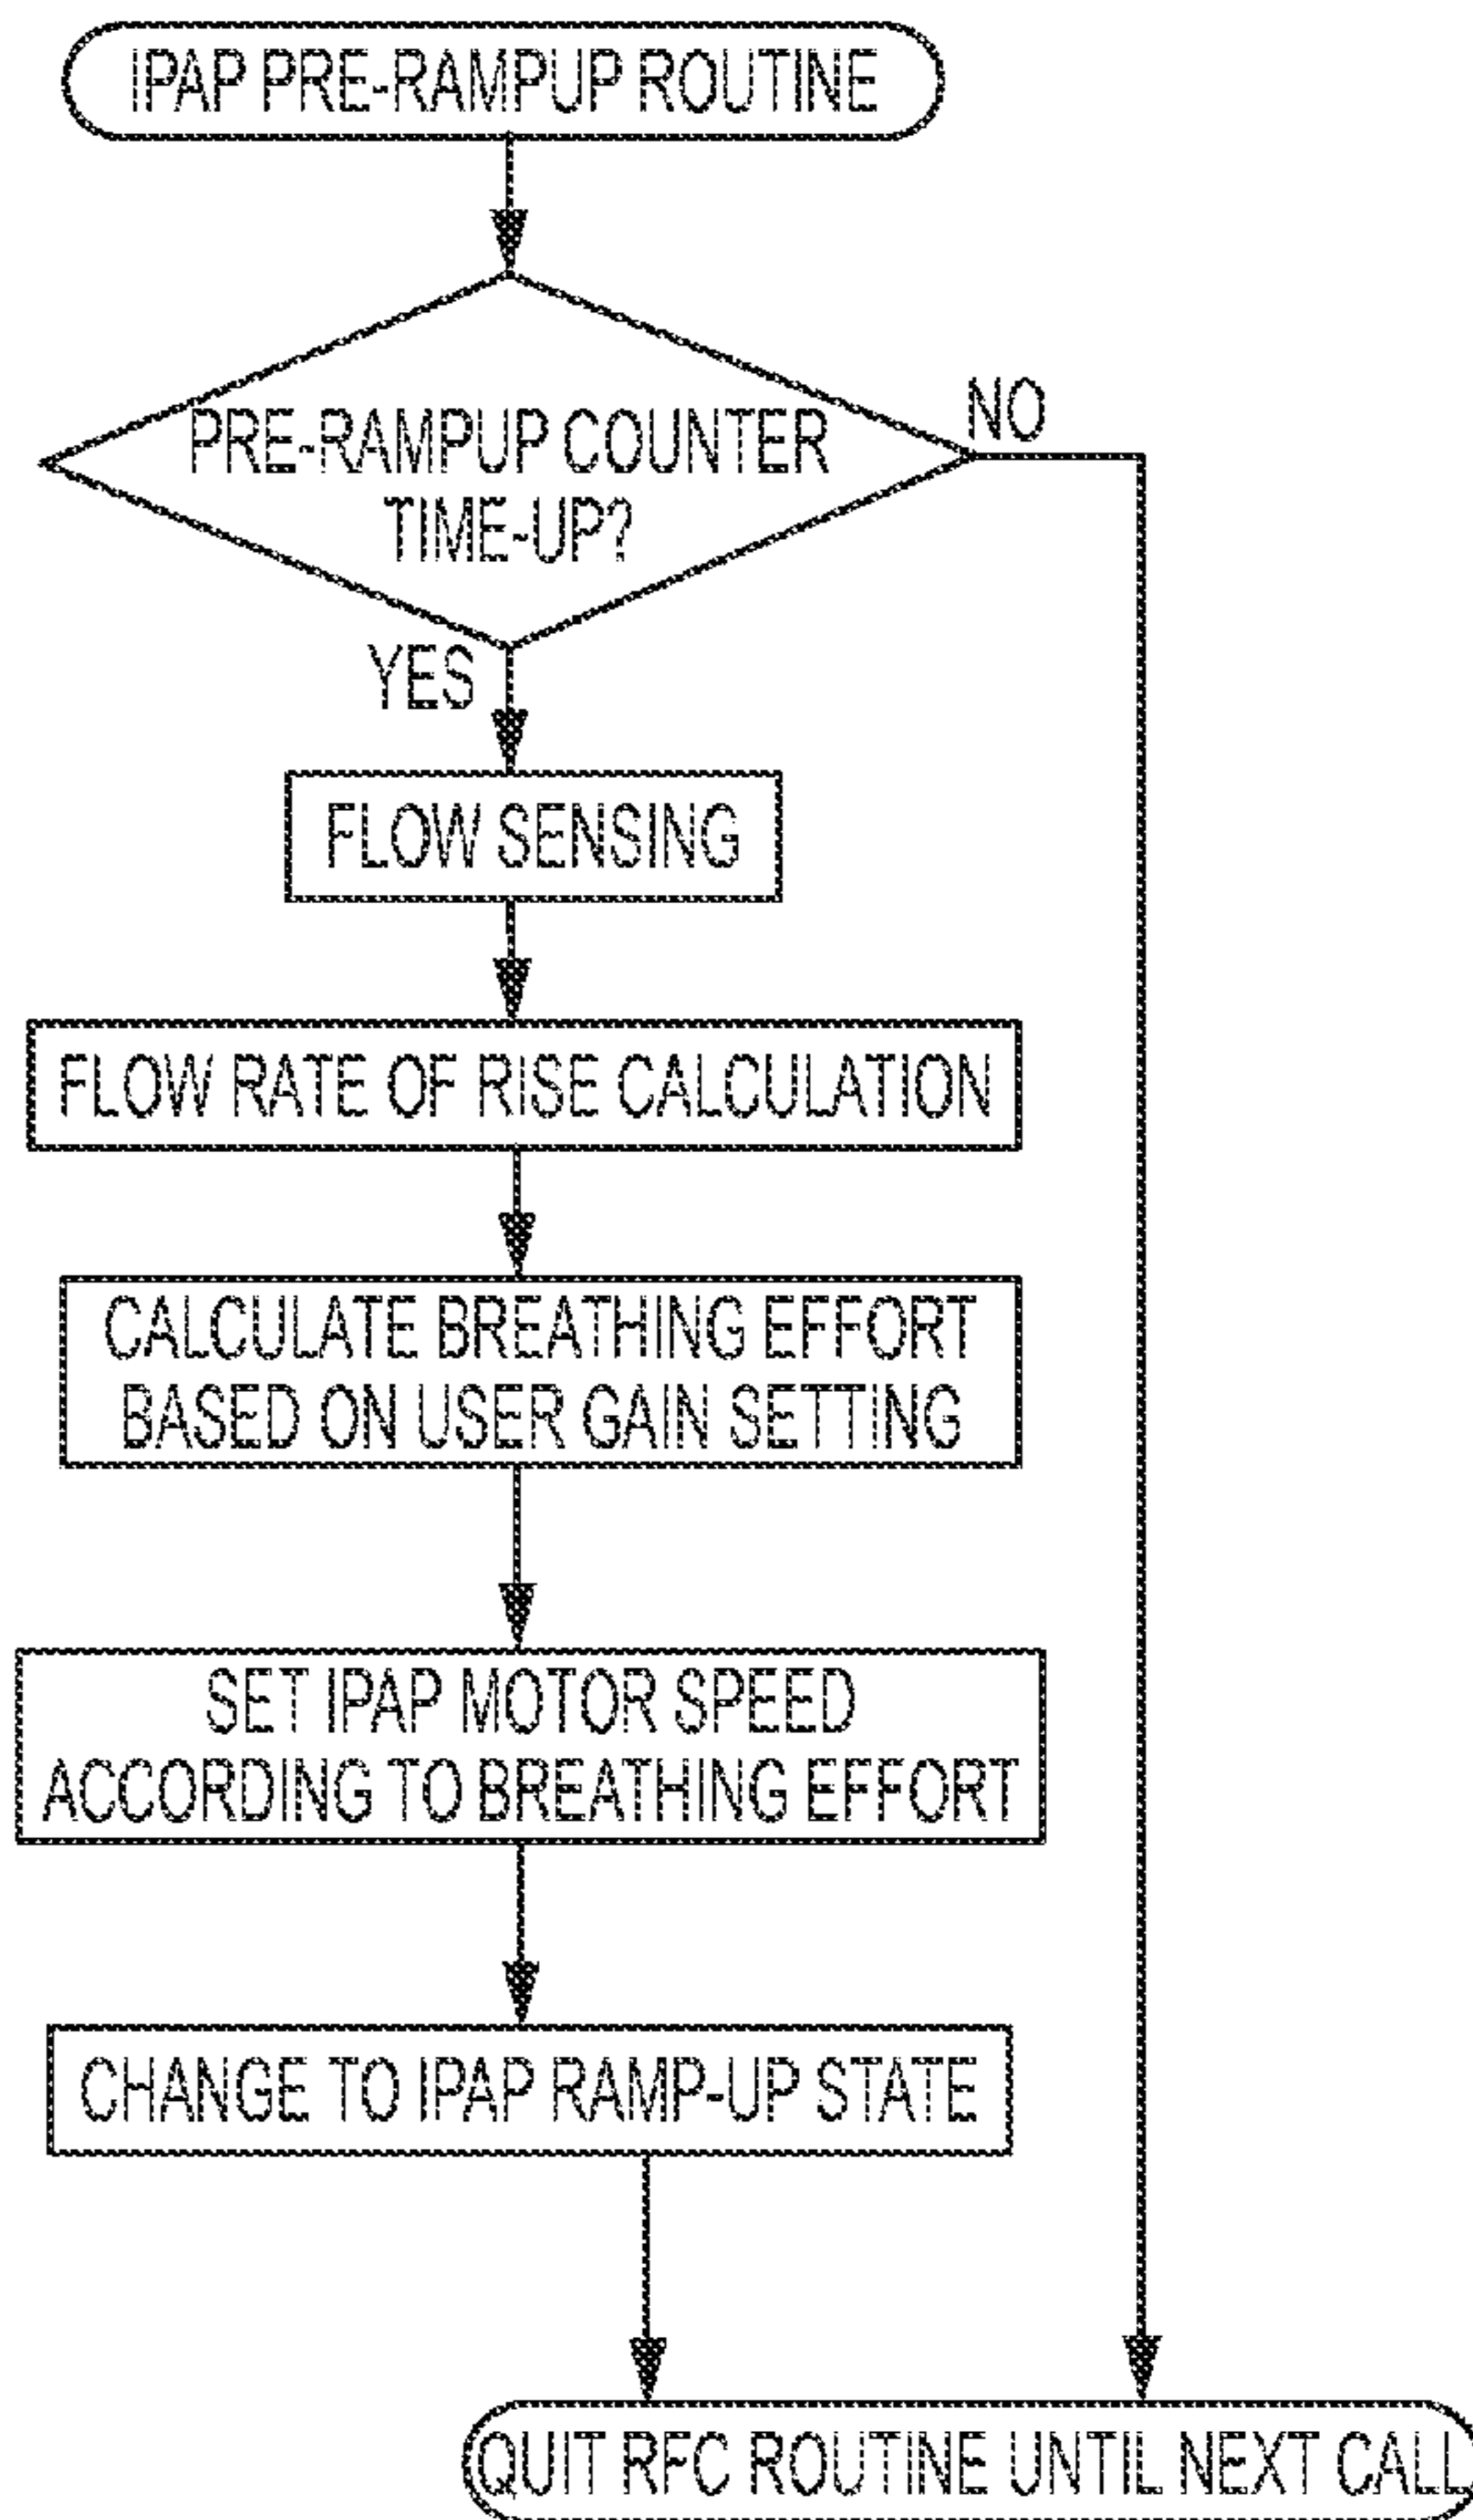 IPAP PRE-RAMPUP ROUTINE
PRE-RAMPUP COUNTER
TIME-UP?
NO
YES
FLOW SENSING
FLOW RATE OF RISE CALCULATION
CALCULATE BREATHING EFFORT
BASED ON USER GAIN SETTING
SET IPAP MOTOR SPEED
ACCORDING TO BREATHING EFFORT
CHANGE TO IPAP RAMP-UP STATE
QUIT RFC ROUTINE UNTIL NEXT CALL